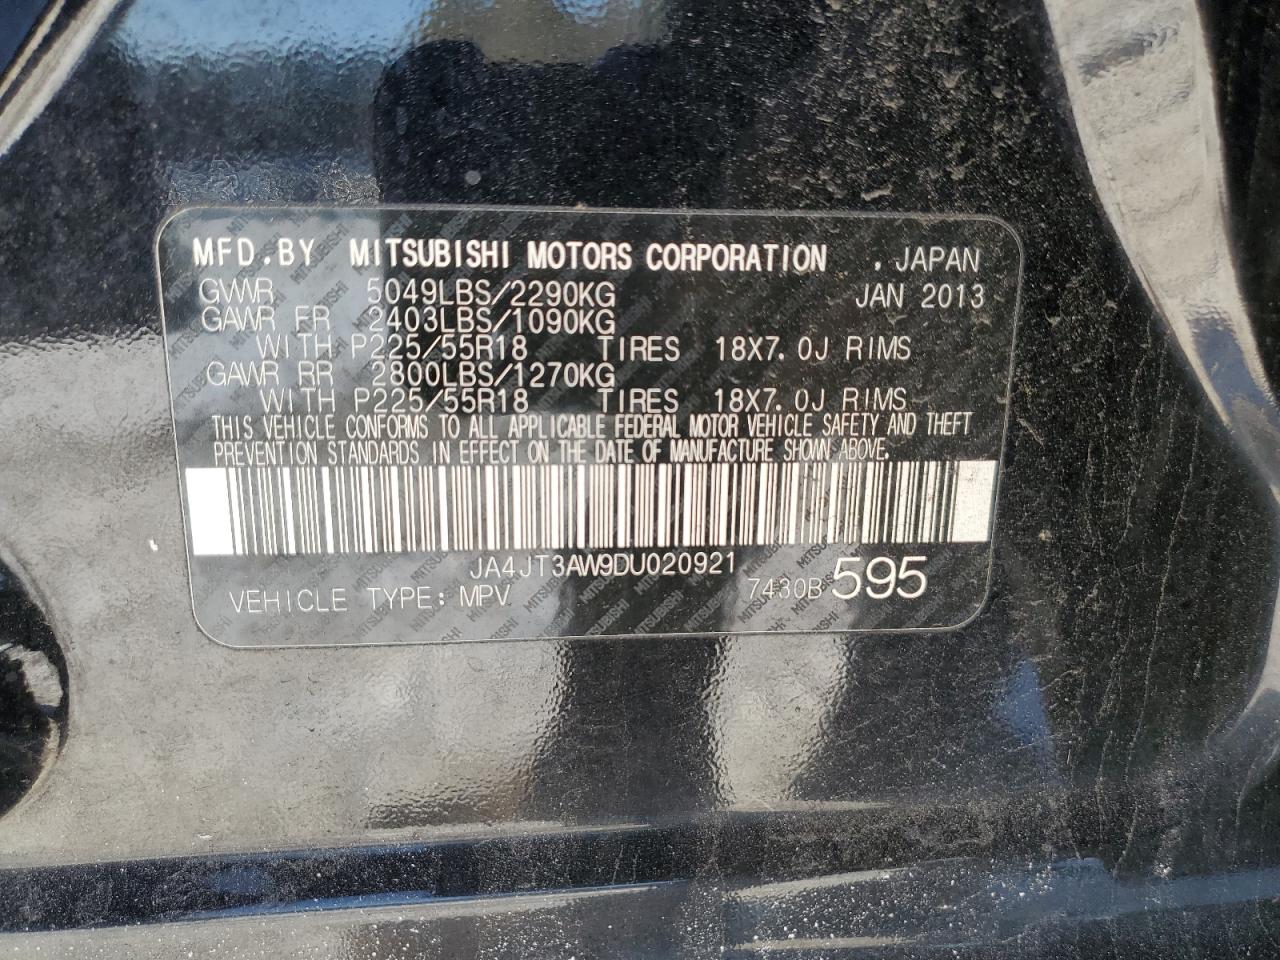 MFD.BY MITSUBISHI MOTORS CORPORATION . JAPAN
GVWR 5049LBS/2290KG JAN 2013
GAWR FR 2403LBS/1090KG
WITH P225/55R18 TIRES 18X7.0J RIMS
GAWR RR 2800LBS/1270KG
WITH P225/55R18 TIRES 18X7.0J RIMS
THIS VEHICLE CONFORMS TO ALL APPLICABLE FEDERAL MOTOR VEHICLE SAFETY AND THEFT
PREVENTION STANDARDS IN EFFECT ON THE DATE OF MANUFACTURE SHOWN ABOVE.
JA4JT3AW9DU020921
VEHICLE TYPE: MPV 7430B 595